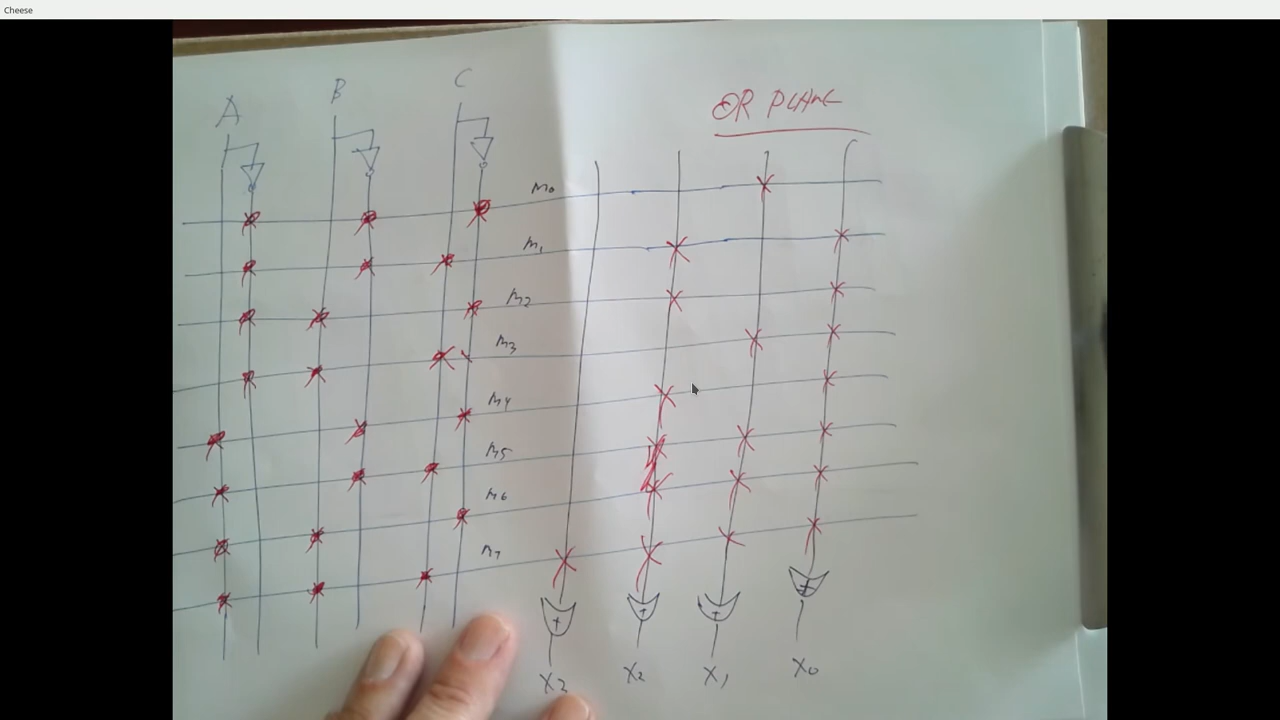 Cheese
A B C
OR PLANE
M0
M1
M2
M3
M4
M5
M6
M7
+ + + +
X3 X2 X1 X0